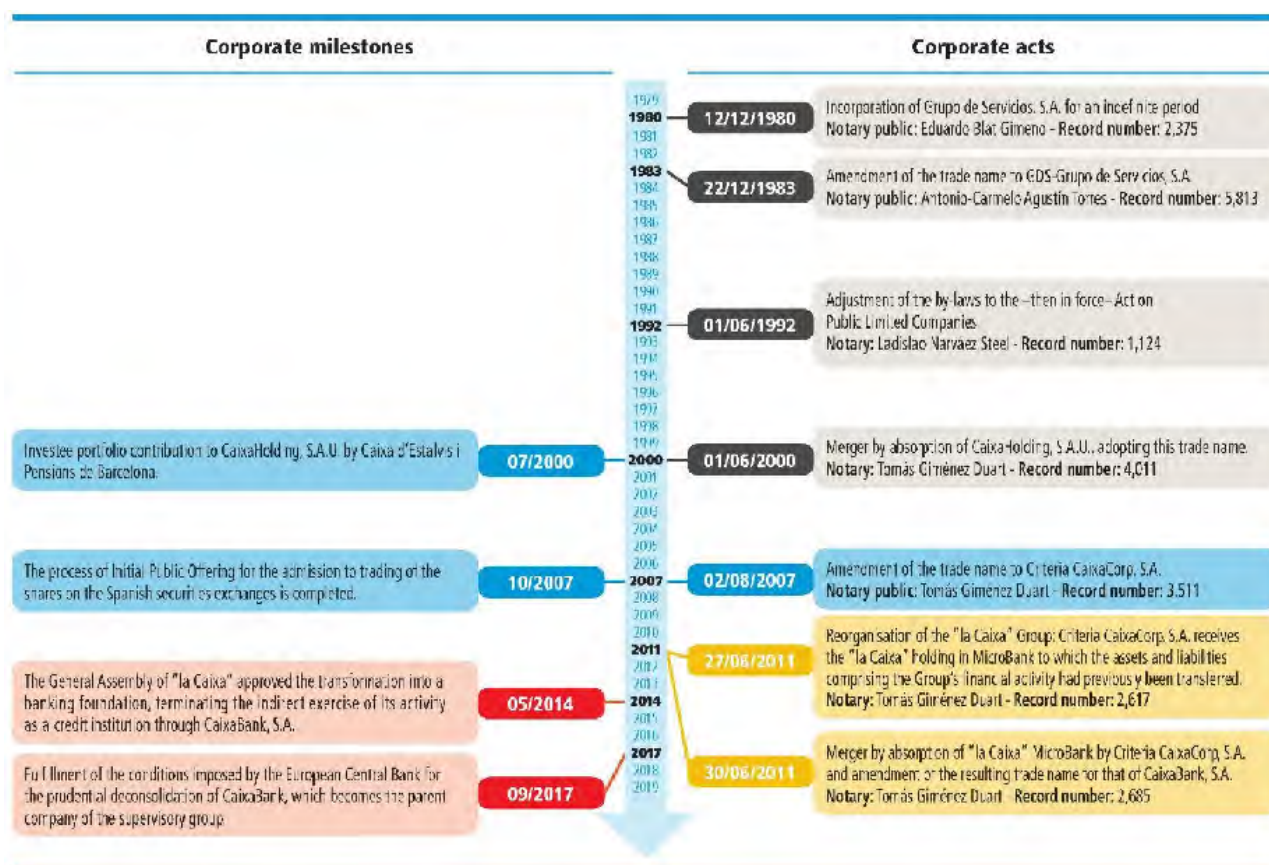 Corporate milestones
Corporate acts
1979
1980
1981
1982
1983
1984
1985
1986
1987
1988
1989
1990
1991
1992
1993
1994
1995
1996
1997
1998
1999
2000
2001
2002
2003
2004
2005
2006
2007
2008
2009
2010
2011
2012
2013
2014
2015
2016
2017
2018
2019
12/12/1980
Incorporation of Grupo de Servicios, S.A. for an indefinite period
Notary public: Eduardo Blat Gimeno - Record number: 2,375
22/12/1983
Amendment of the trade name to GDS-Grupo de Servicios, S.A.
Notary public: Antonio-Carmelo Agustín Torres - Record number: 5,813
01/06/1992
Adjustment of the by-laws to the –then in force– Act on
Public Limited Companies
Notary: Ladislao Narváez Steel - Record number: 1,124
Investee portfolio contribution to CaixaHolding, S.A.U. by Caixa d'Estalvis i
Pensions de Barcelona.
07/2000
01/06/2000
Merger by absorption of CaixaHolding, S.A.U., adopting this trade name.
Notary: Tomás Giménez Duart - Record number: 4,011
The process of Initial Public Offering for the admission to trading of the
shares on the Spanish securities exchanges is completed.
10/2007
02/08/2007
Amendment of the trade name to Criteria CaixaCorp, S.A.
Notary public: Tomás Giménez Duart - Record number: 3.511
27/06/2011
Reorganisation of the "la Caixa" Group: Criteria CaixaCorp, S.A. receives
the "la Caixa" holding in MicroBank to which the assets and liabilities
comprising the Group's financial activity had previously been transferred.
Notary: Tomás Giménez Duart - Record number: 2,617
The General Assembly of "la Caixa" approved the transformation into a
banking foundation, terminating the indirect exercise of its activity
as a credit institution through CaixaBank, S.A.
05/2014
30/06/2011
Merger by absorption of "la Caixa" MicroBank by Criteria CaixaCorp, S.A.
and amendment of the resulting trade name for that of CaixaBank, S.A.
Notary: Tomás Giménez Duart - Record number: 2,685
Fulfillment of the conditions imposed by the European Central Bank for
the prudential deconsolidation of CaixaBank, which becomes the parent
company of the supervisory group
09/2017